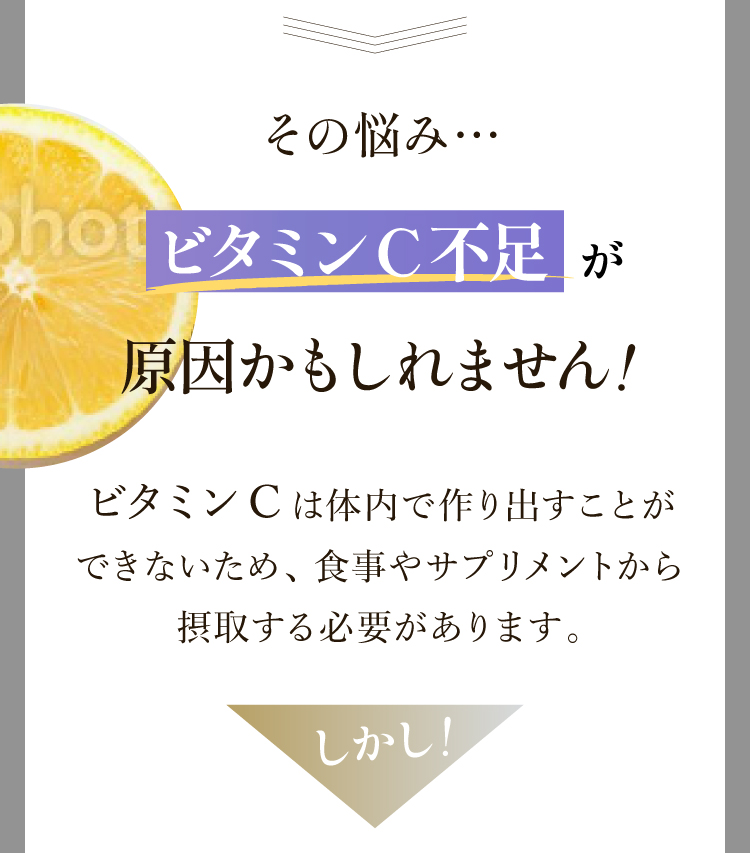 その悩み…
ビタミンC不足が
原因かもしれません!
ビタミンCは体内で作り出すことが
できないため、食事やサプリメントから
摂取する必要があります。
しかし!
phot